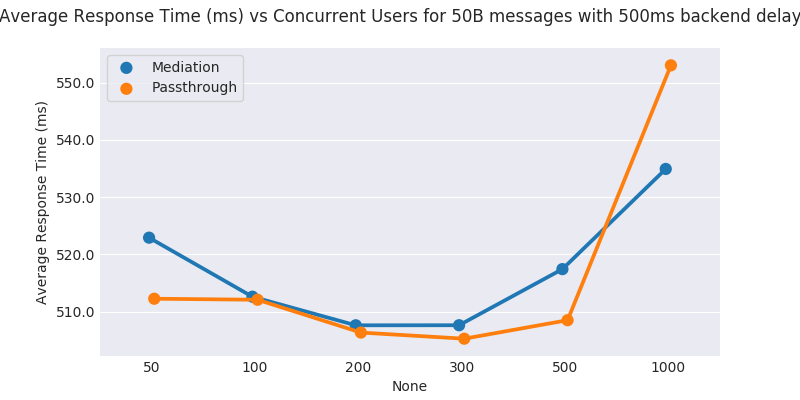 Average Response Time (ms) vs Concurrent Users for 50B messages with 500ms backend delay
Mediation
Passthrough
Average Response Time (ms)
550.0
540.0
530.0
520.0
510.0
50 100 200 300 500 1000
None